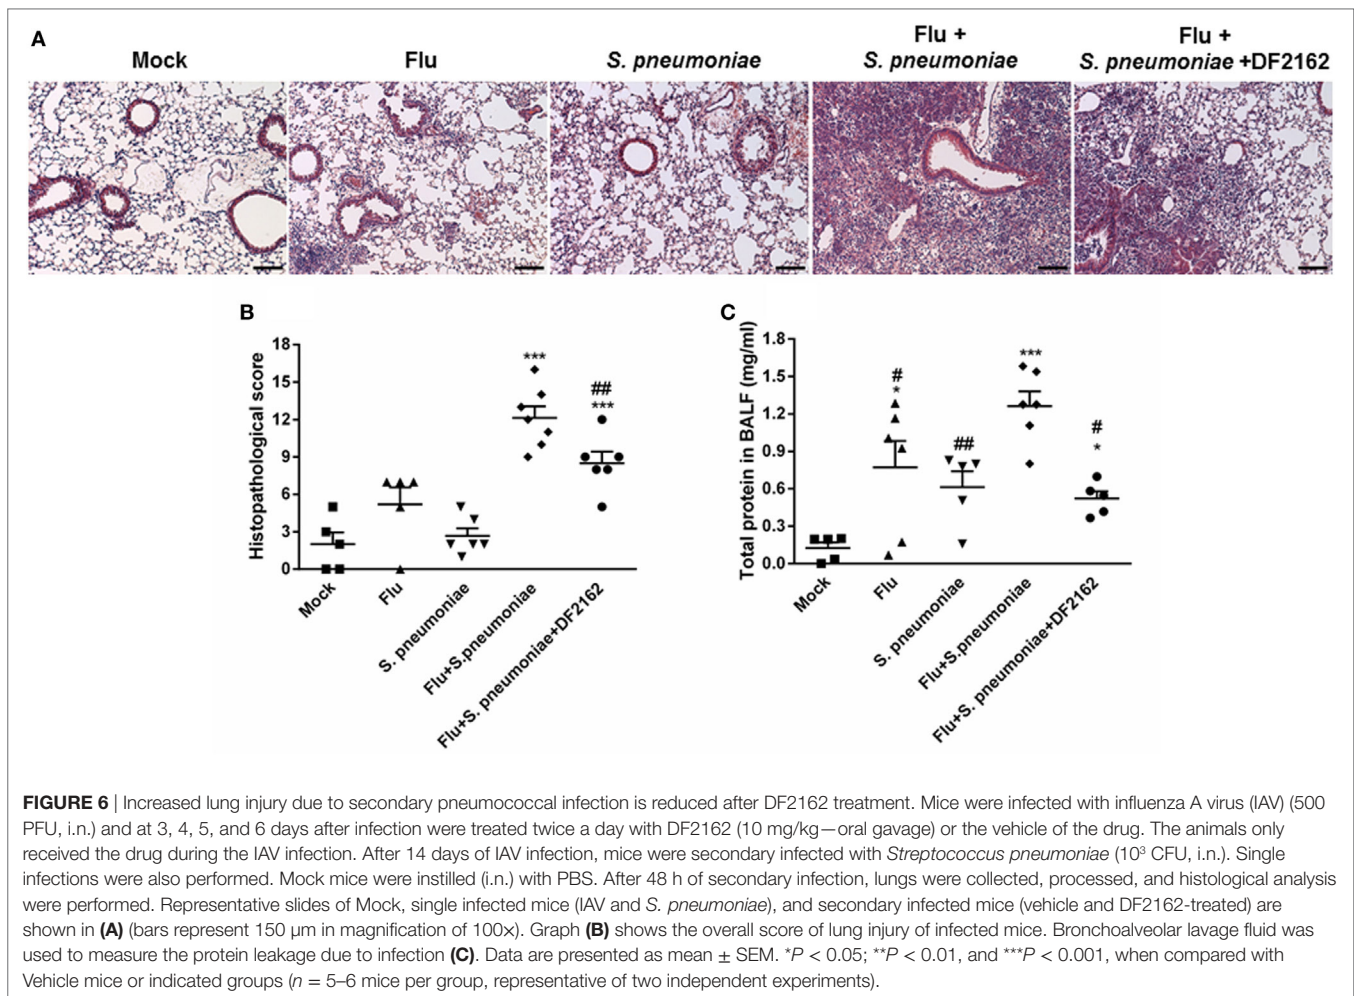 A
Mock
Flu
S. pneumoniae
Flu +
S. pneumoniae
Flu +
S. pneumoniae +DF2162
B
Histopathological score
18
15
12
9
6
3
0
***
##
***
Mock
Flu
S. pneumoniae
Flu+S.pneumoniae
Flu+S. pneumoniae+DF2162
C
Total protein in BALF (mg/ml)
1.8
1.5
1.2
0.9
0.6
0.3
0.0
#
*
##
***
#
*
Mock
Flu
S. pneumoniae
Flu+S.pneumoniae
Flu+S. pneumoniae+DF2162
FIGURE 6 | Increased lung injury due to secondary pneumococcal infection is reduced after DF2162 treatment. Mice were infected with influenza A virus (IAV) (500
PFU, i.n.) and at 3, 4, 5, and 6 days after infection were treated twice a day with DF2162 (10 mg/kg—oral gavage) or the vehicle of the drug. The animals only
received the drug during the IAV infection. After 14 days of IAV infection, mice were secondary infected with Streptococcus pneumoniae (10³ CFU, i.n.). Single
infections were also performed. Mock mice were instilled (i.n.) with PBS. After 48 h of secondary infection, lungs were collected, processed, and histological analysis
were performed. Representative slides of Mock, single infected mice (IAV and S. pneumoniae), and secondary infected mice (vehicle and DF2162-treated) are
shown in (A) (bars represent 150 µm in magnification of 100×). Graph (B) shows the overall score of lung injury of infected mice. Bronchoalveolar lavage fluid was
used to measure the protein leakage due to infection (C). Data are presented as mean ± SEM. *P < 0.05; **P < 0.01, and ***P < 0.001, when compared with
Vehicle mice or indicated groups (n = 5–6 mice per group, representative of two independent experiments).